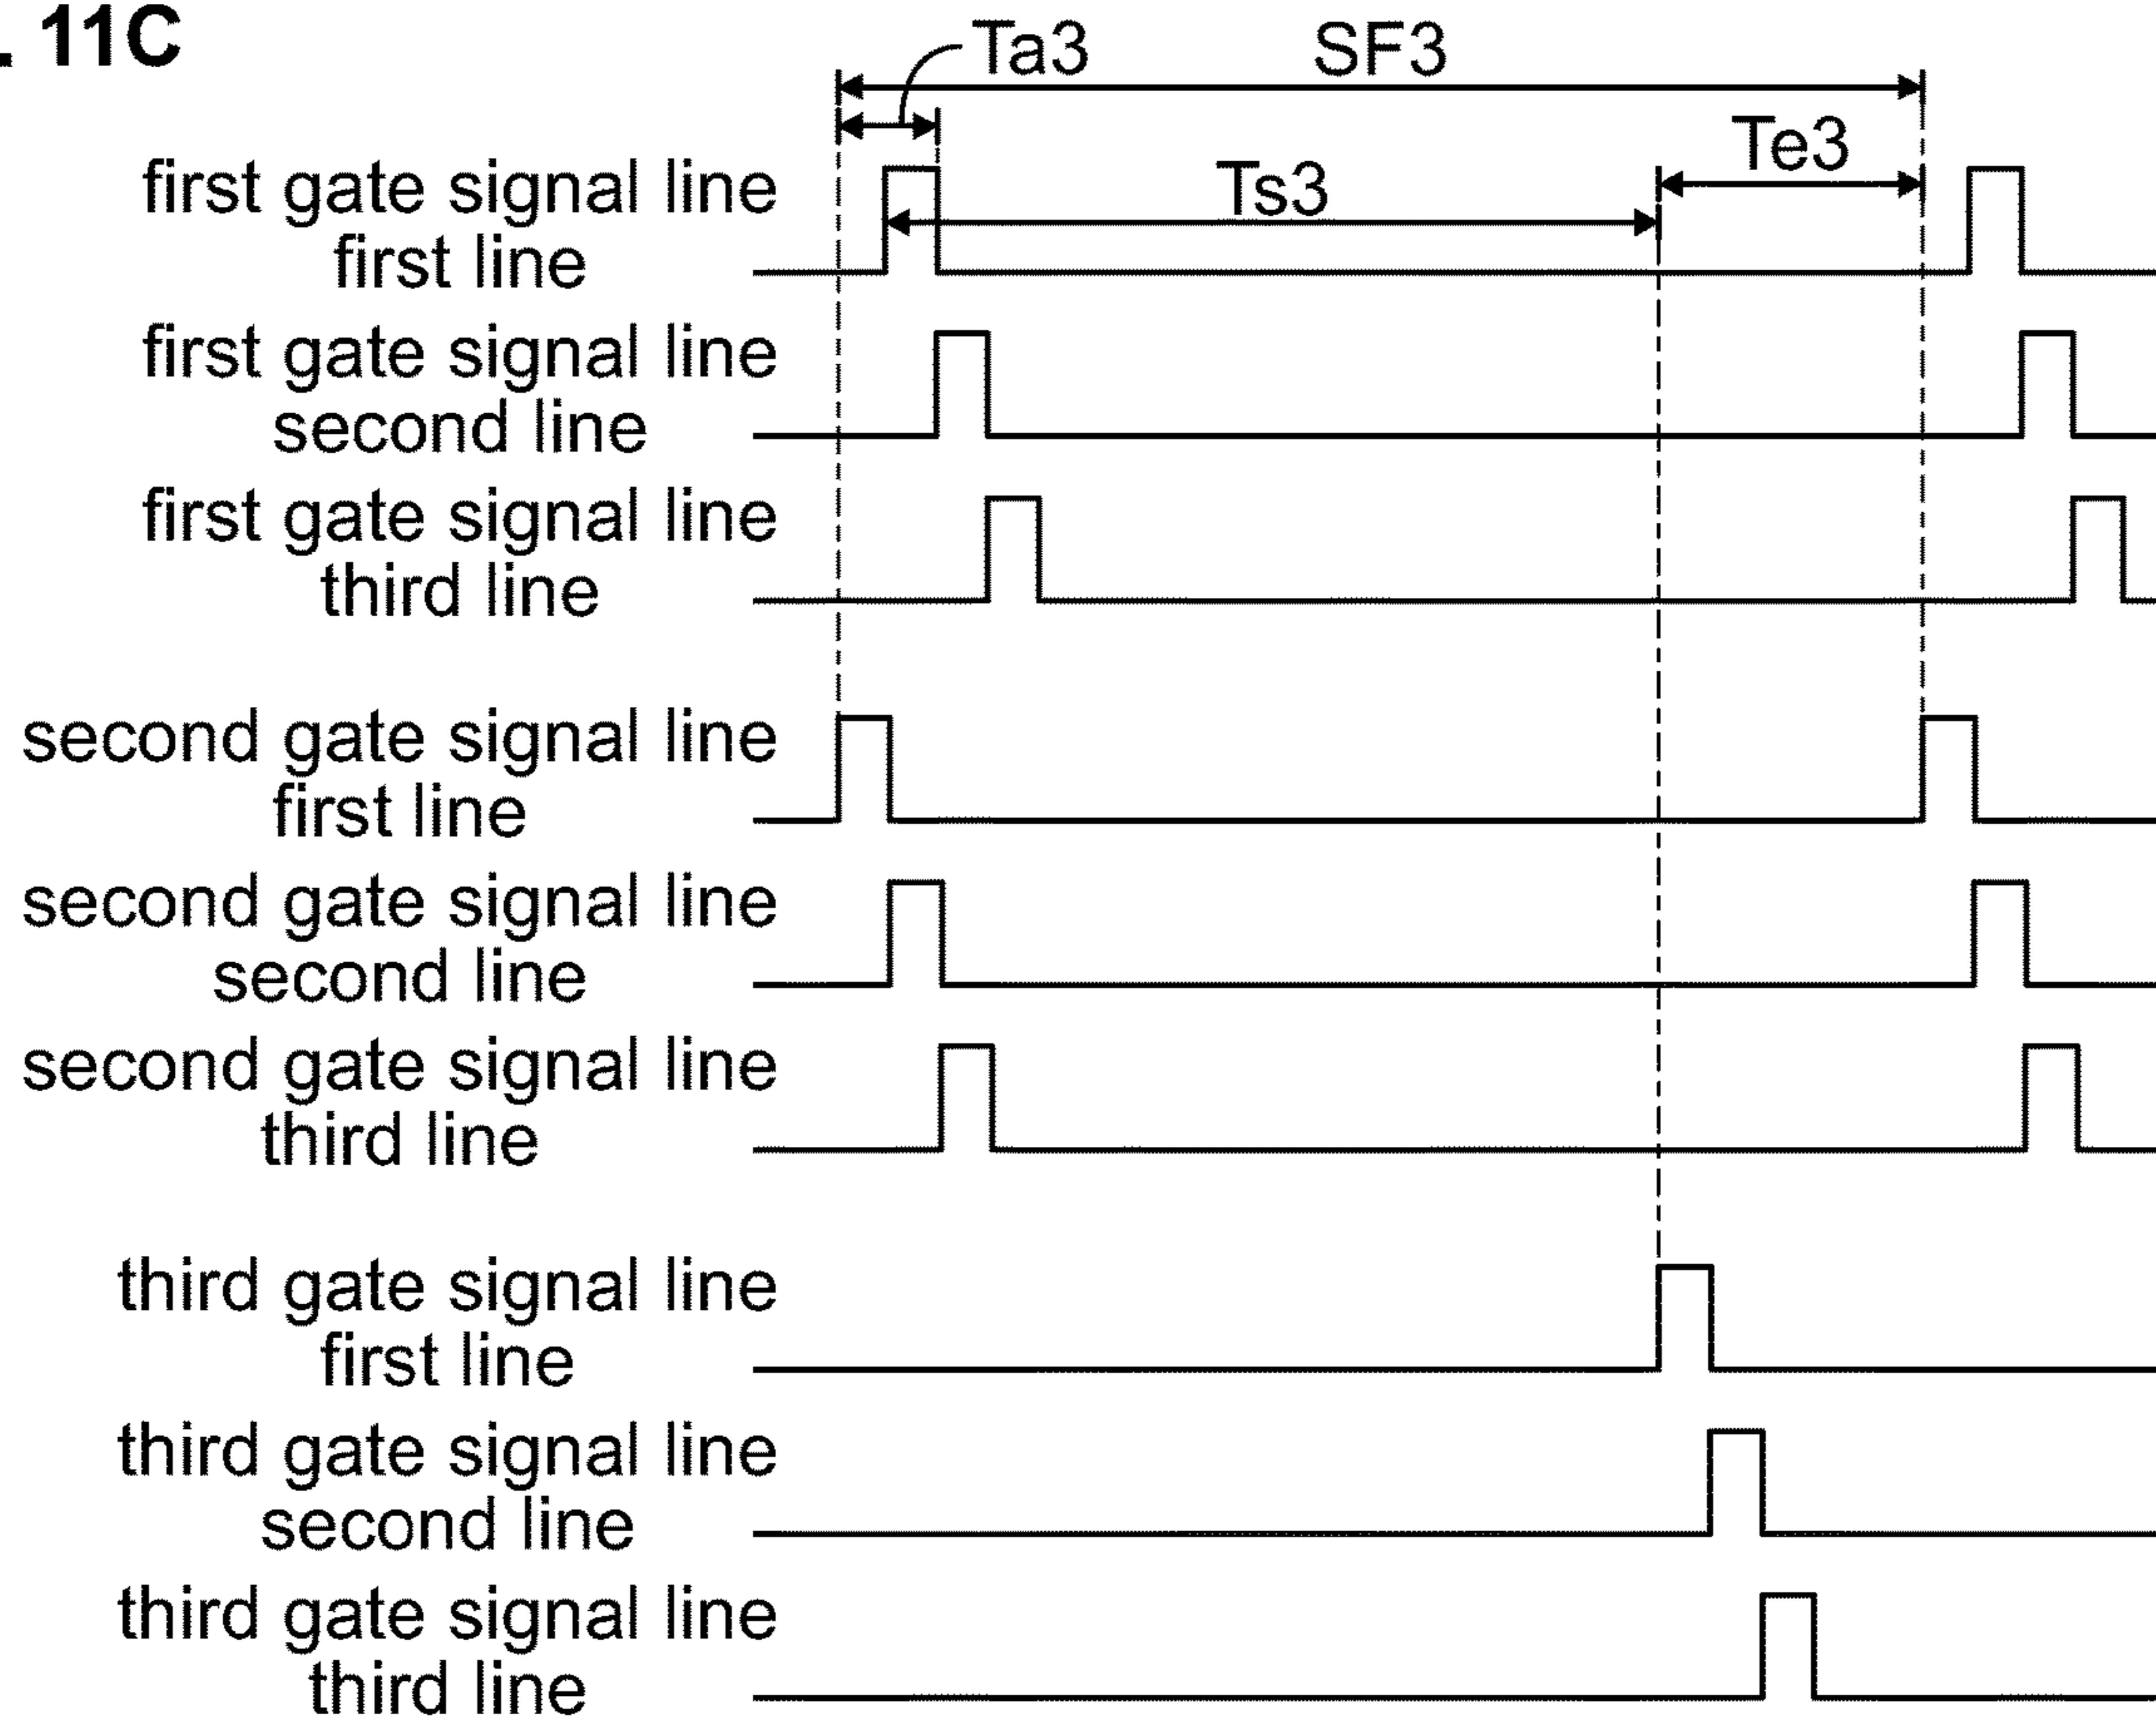 . 11C
Ta3
SF3
Te3
Ts3
first gate signal line
first line
first gate signal line
second line
first gate signal line
third line
second gate signal line
first line
second gate signal line
second line
second gate signal line
third line
third gate signal line
first line
third gate signal line
second line
third gate signal line
third line